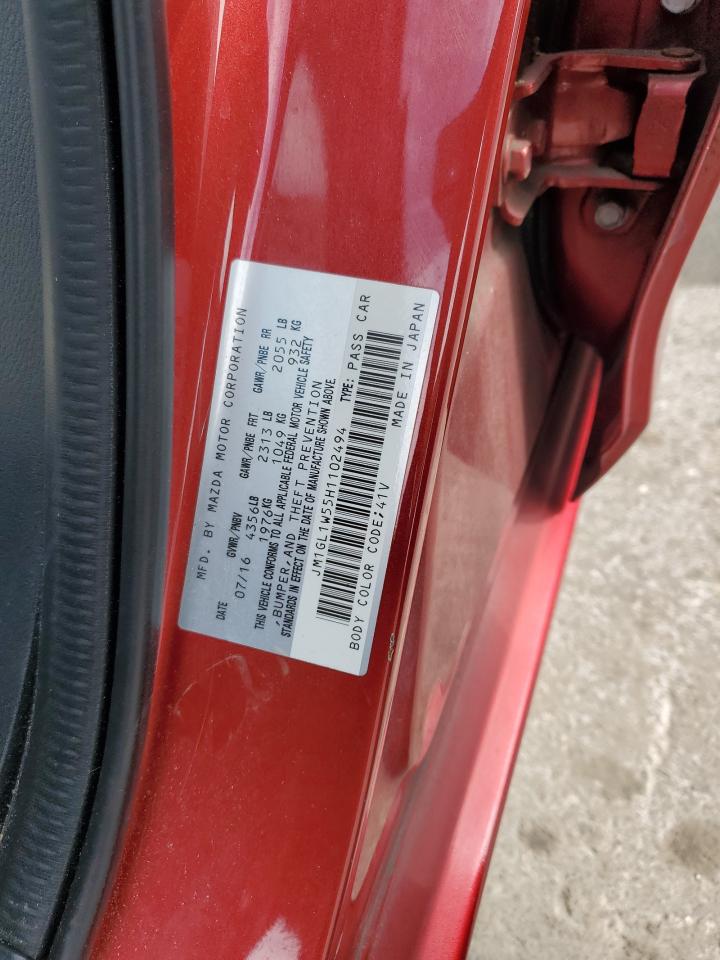 MFD. BY MAZDA MOTOR CORPORATION
DATE GVWR/PNBV GAWR/PNBE FRT GAWR/PNBE RR
07/16 4356LB 2313 LB 2055 LB
1976KG 1049 KG 932 KG
THIS VEHICLE CONFORMS TO ALL APPLICABLE FEDERAL MOTOR VEHICLE SAFETY
,BUMPER,AND THEFT PREVENTION
STANDARDS IN EFFECT ON THE DATE OF MANUFACTURE SHOWN ABOVE
JM1GL1W55H1102494 TYPE: PASS CAR
BODY COLOR CODE:41V MADE IN JAPAN